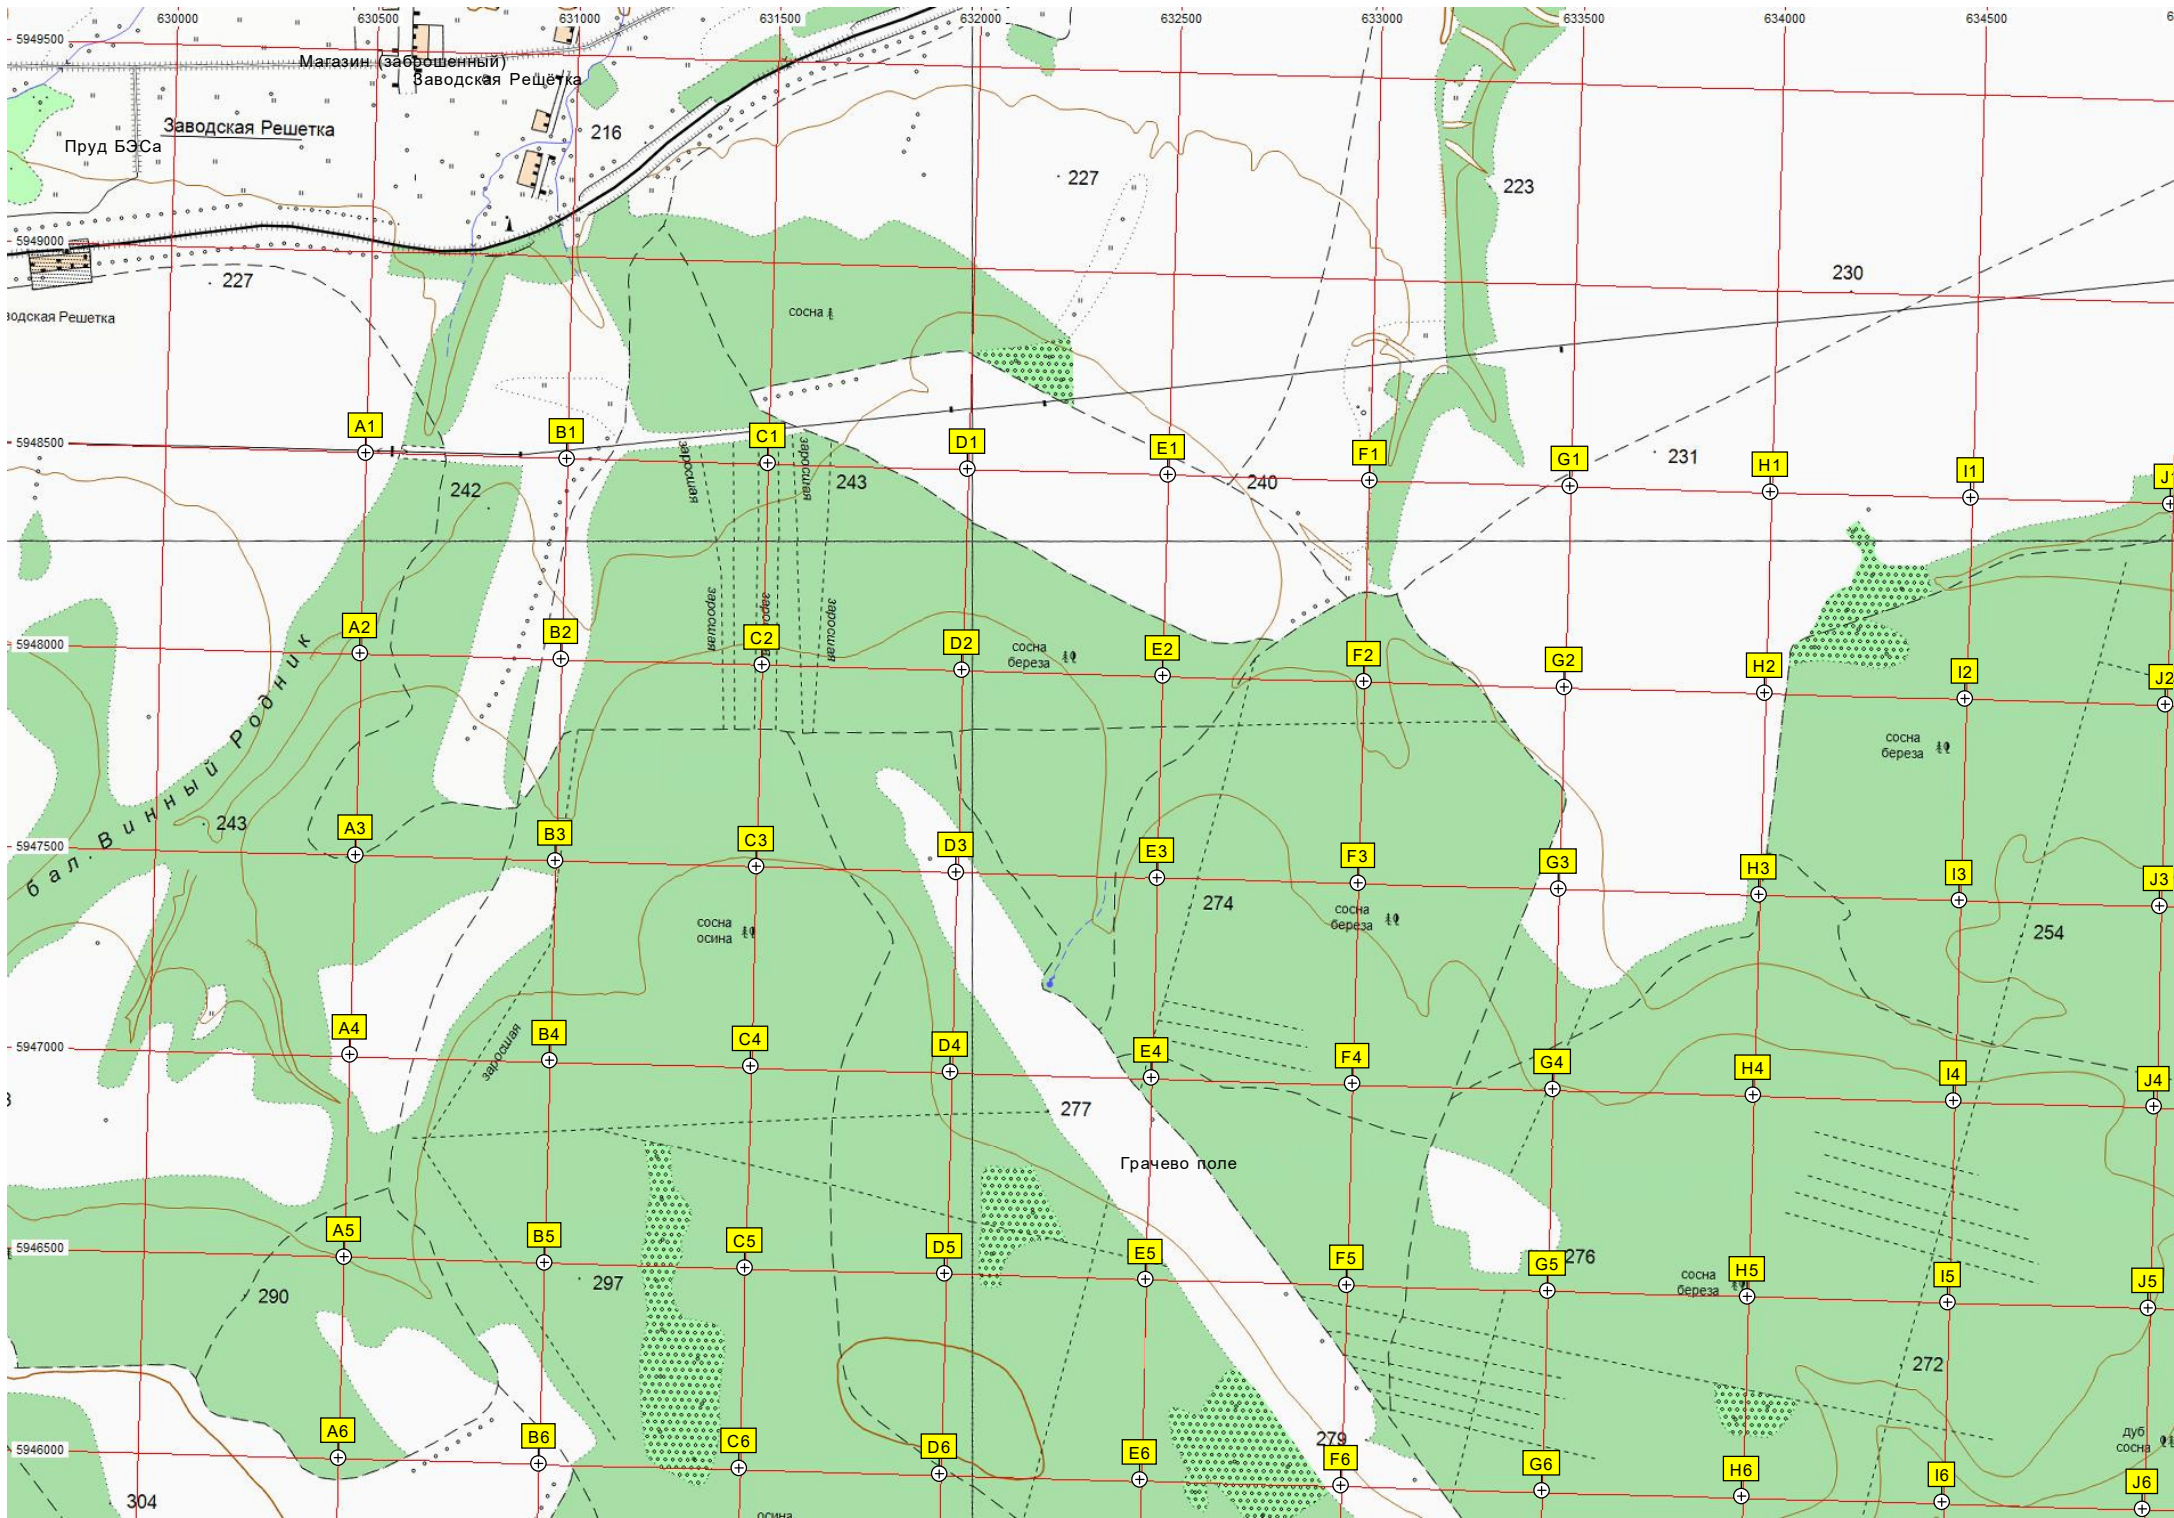 630000 630500 631000 631500 632000 632500 633000 633500 634000 634500
5949500
Магазин (заброшенный)
Заводская Решётка
Заводская Решетка
216
Пруд БЭСа
227
223
5949000
227
230
водская Решетка
сосна
A1 B1 C1 D1 E1 F1 G1 H1 I1 J1
5948500
заросшая
заросшая
242
243
240
231
заросшая
заросшая
заросшая
A2 B2 C2 D2 E2 F2 G2 H2 I2 J2
5948000
сосна
береза
сосна
береза
бал. Винный Родник
243
A3 B3 C3 D3 E3 F3 G3 H3 I3 J3
5947500
274
сосна
осина
сосна
береза
254
заросшая
A4 B4 C4 D4 E4 F4 G4 H4 I4 J4
5947000
277
Грачево поле
A5 B5 C5 D5 E5 F5 G5 H5 I5 J5
5946500
276
290
297
сосна
береза
272
A6 B6 C6 D6 E6 F6 G6 H6 I6 J6
5946000
279
дуб
сосна
304
осина